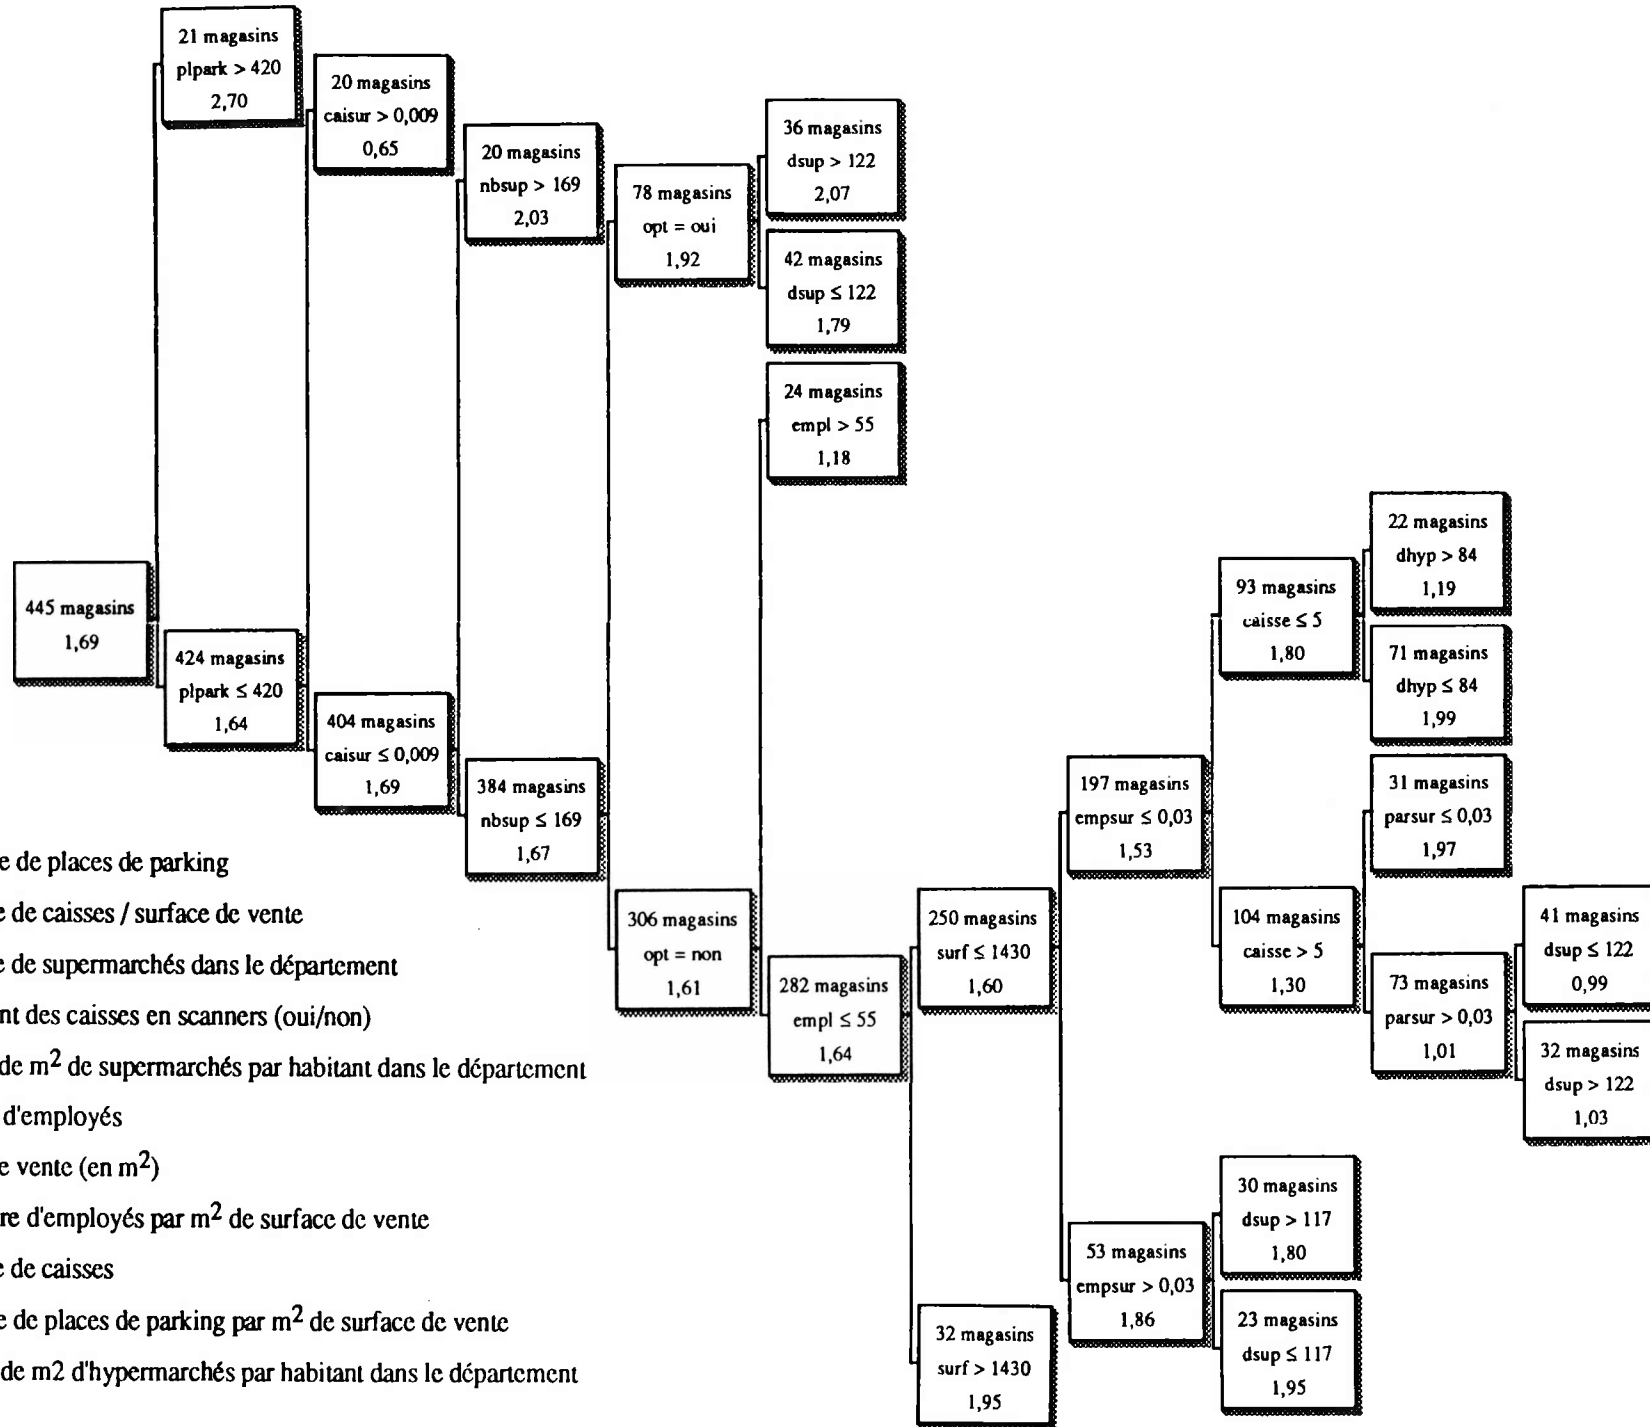 21 magasins
plpark > 420
2,70
20 magasins
caisur > 0,009
0,65
20 magasins
nbsup > 169
2,03
78 magasins
opt = oui
1,92
36 magasins
dsup > 122
2,07
42 magasins
dsup ≤ 122
1,79
24 magasins
empl > 55
1,18
445 magasins
1,69
424 magasins
plpark ≤ 420
1,64
404 magasins
caisur ≤ 0,009
1,69
384 magasins
nbsup ≤ 169
1,67
306 magasins
opt = non
1,61
282 magasins
empl ≤ 55
1,64
250 magasins
surf ≤ 1430
1,60
32 magasins
surf > 1430
1,95
197 magasins
empsur ≤ 0,03
1,53
53 magasins
empsur > 0,03
1,86
93 magasins
caisse ≤ 5
1,80
104 magasins
caisse > 5
1,30
30 magasins
dsup > 117
1,80
23 magasins
dsup ≤ 117
1,95
22 magasins
dhyp > 84
1,19
71 magasins
dhyp ≤ 84
1,99
31 magasins
parsur ≤ 0,03
1,97
73 magasins
parsur > 0,03
1,01
41 magasins
dsup ≤ 122
0,99
32 magasins
dsup > 122
1,03
e de places de parking
e de caisses / surface de vente
e de supermarchés dans le département
nt des caisses en scanners (oui/non)
de m² de supermarchés par habitant dans le département
d'employés
e vente (en m²)
re d'employés par m² de surface de vente
e de caisses
e de places de parking par m² de surface de vente
de m2 d'hypermarchés par habitant dans le département